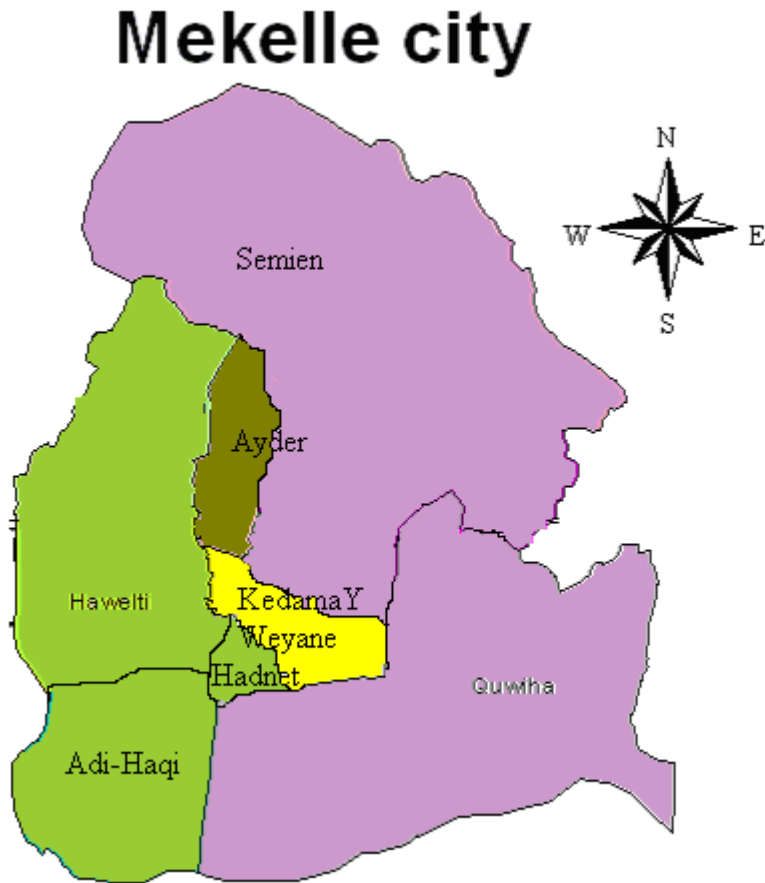 Mekelle city
N
W
E
S
Semien
Ayder
Hawelti
KedamaY
Weyane
Hadnet
Quwiha
Adi-Haqi